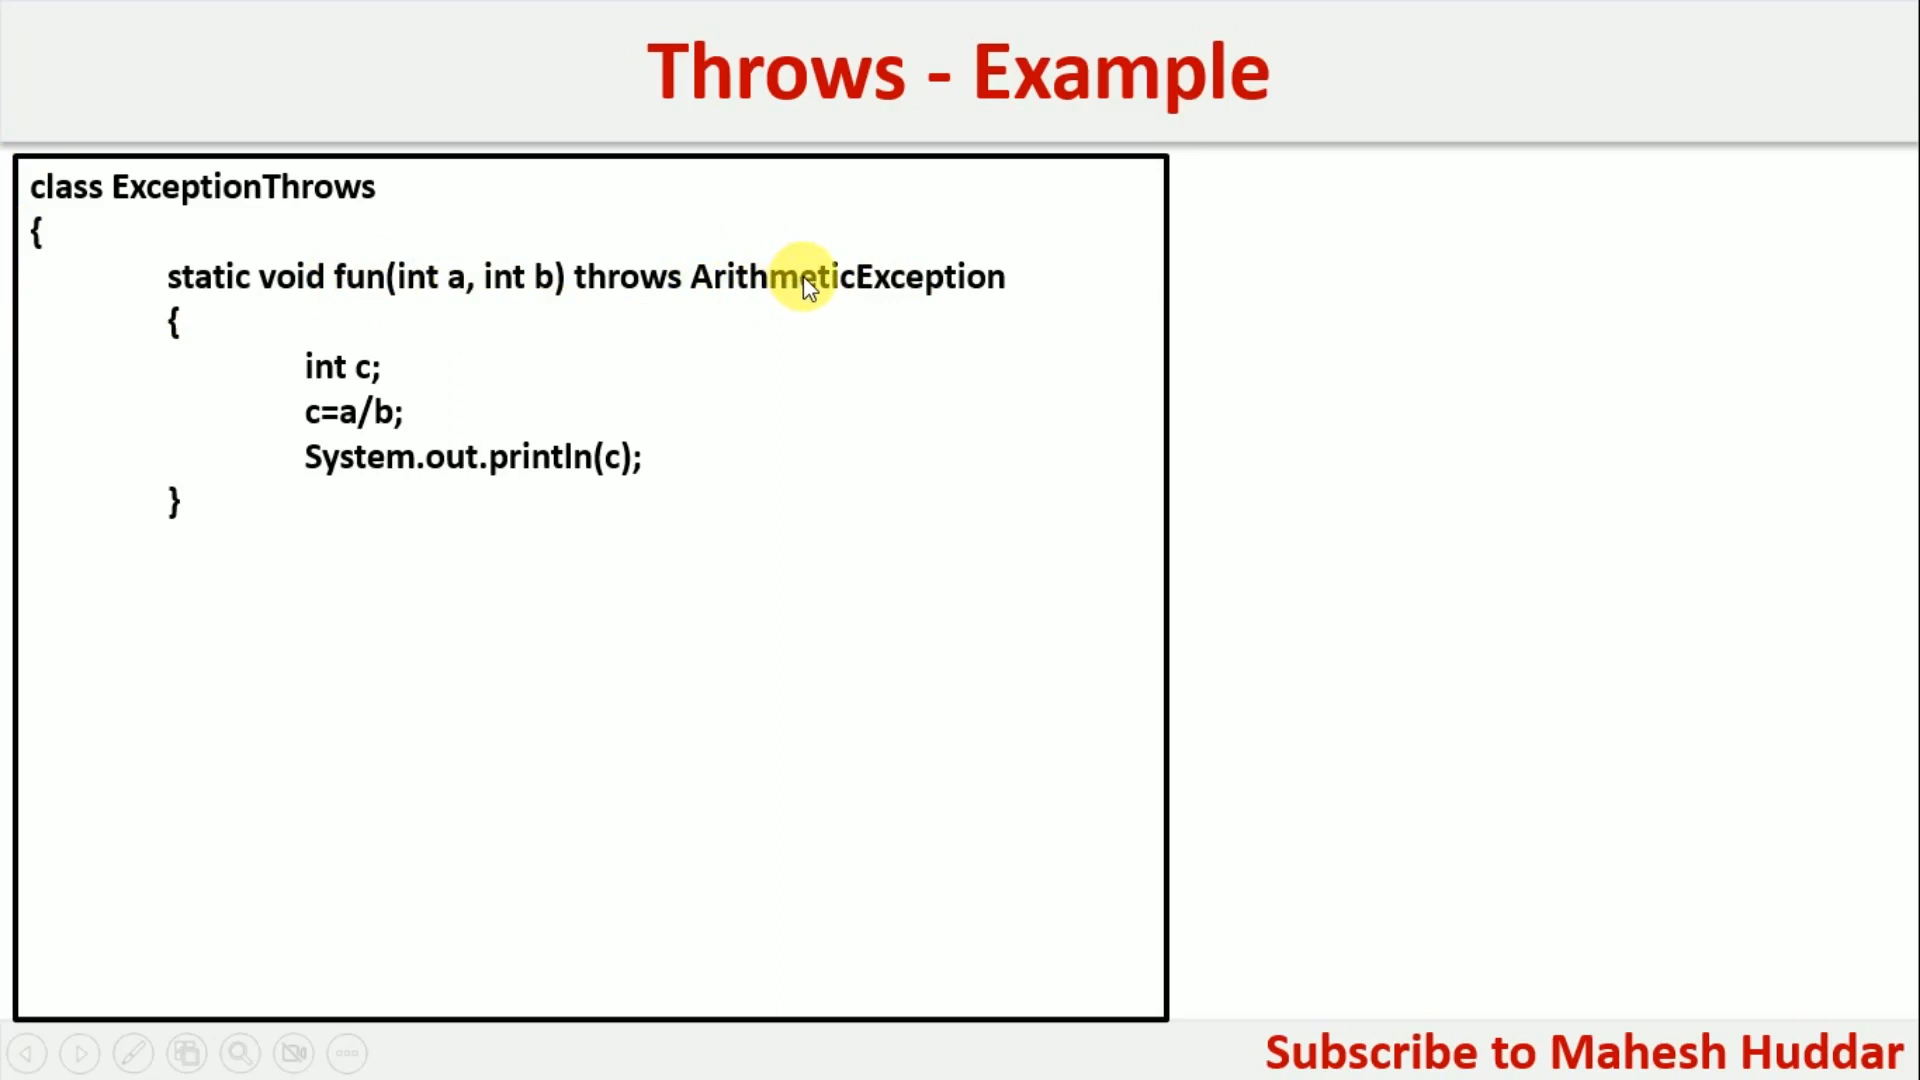 Throws - Example
class ExceptionThrows
{
static void fun(int a, int b) throws ArithmeticException
{
int c;
c=a/b;
System.out.println(c);
}
Subscribe to Mahesh Huddar